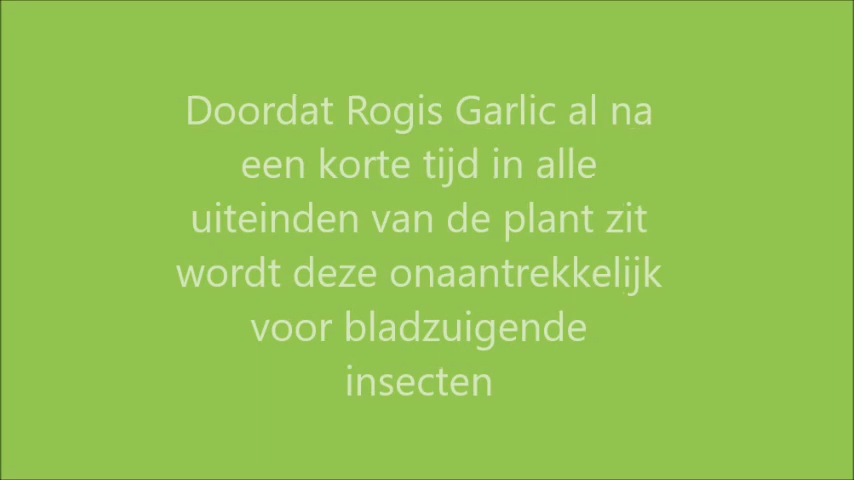 Doordat Rogis Garlic al na
een korte tijd in alle
uiteinden van de plant zit
wordt deze onaantrekkelijk
voor bladzuigende
insecten